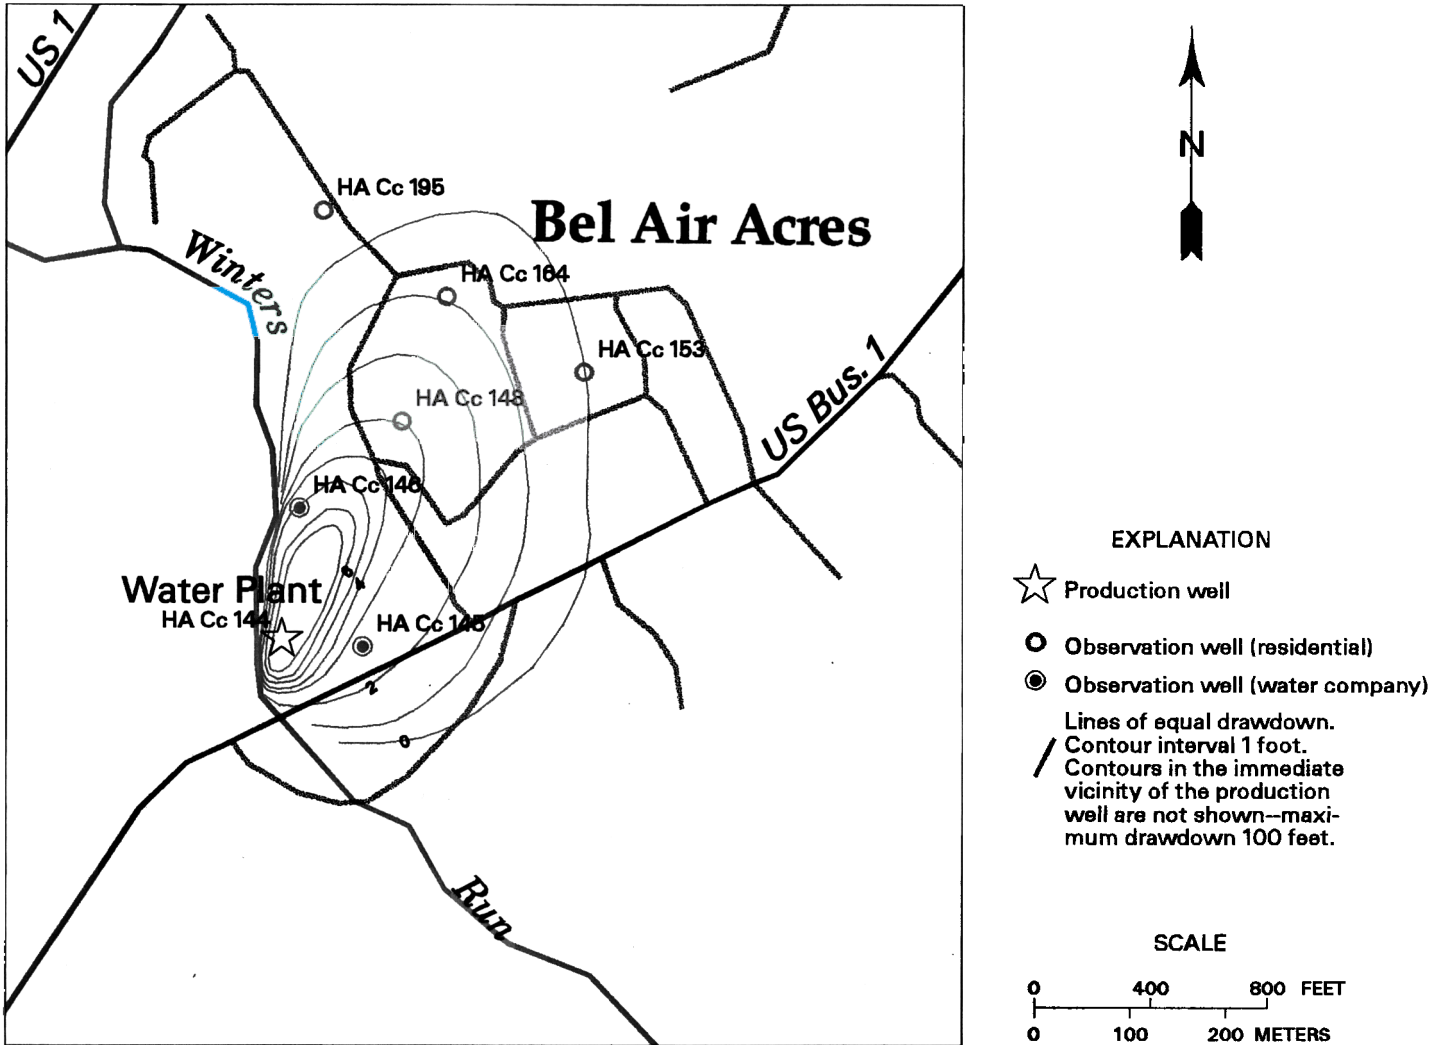 US 1
HA Cc 195
Bel Air Acres
Winters
HA Cc 164
HA Cc 153
US Bus. 1
HA Cc 148
HA Cc 146
6
4
Water Plant
HA Cc 144
HA Cc 145
2
0
Run
N
EXPLANATION
Production well
Observation well (residential)
Observation well (water company)
Lines of equal drawdown.
Contour interval 1 foot.
Contours in the immediate
vicinity of the production
well are not shown--maxi-
mum drawdown 100 feet.
SCALE
0 400 800 FEET
0 100 200 METERS